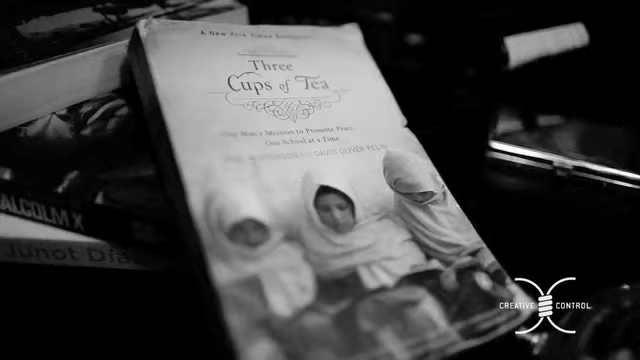 A New York Times Bestseller
Three
Cups of Tea
One Man's Mission to Promote Peace...
One School at a Time
DAVID OLIVER RELIN
MALCOLM X
Junot Día
CREATIVE CONTROL